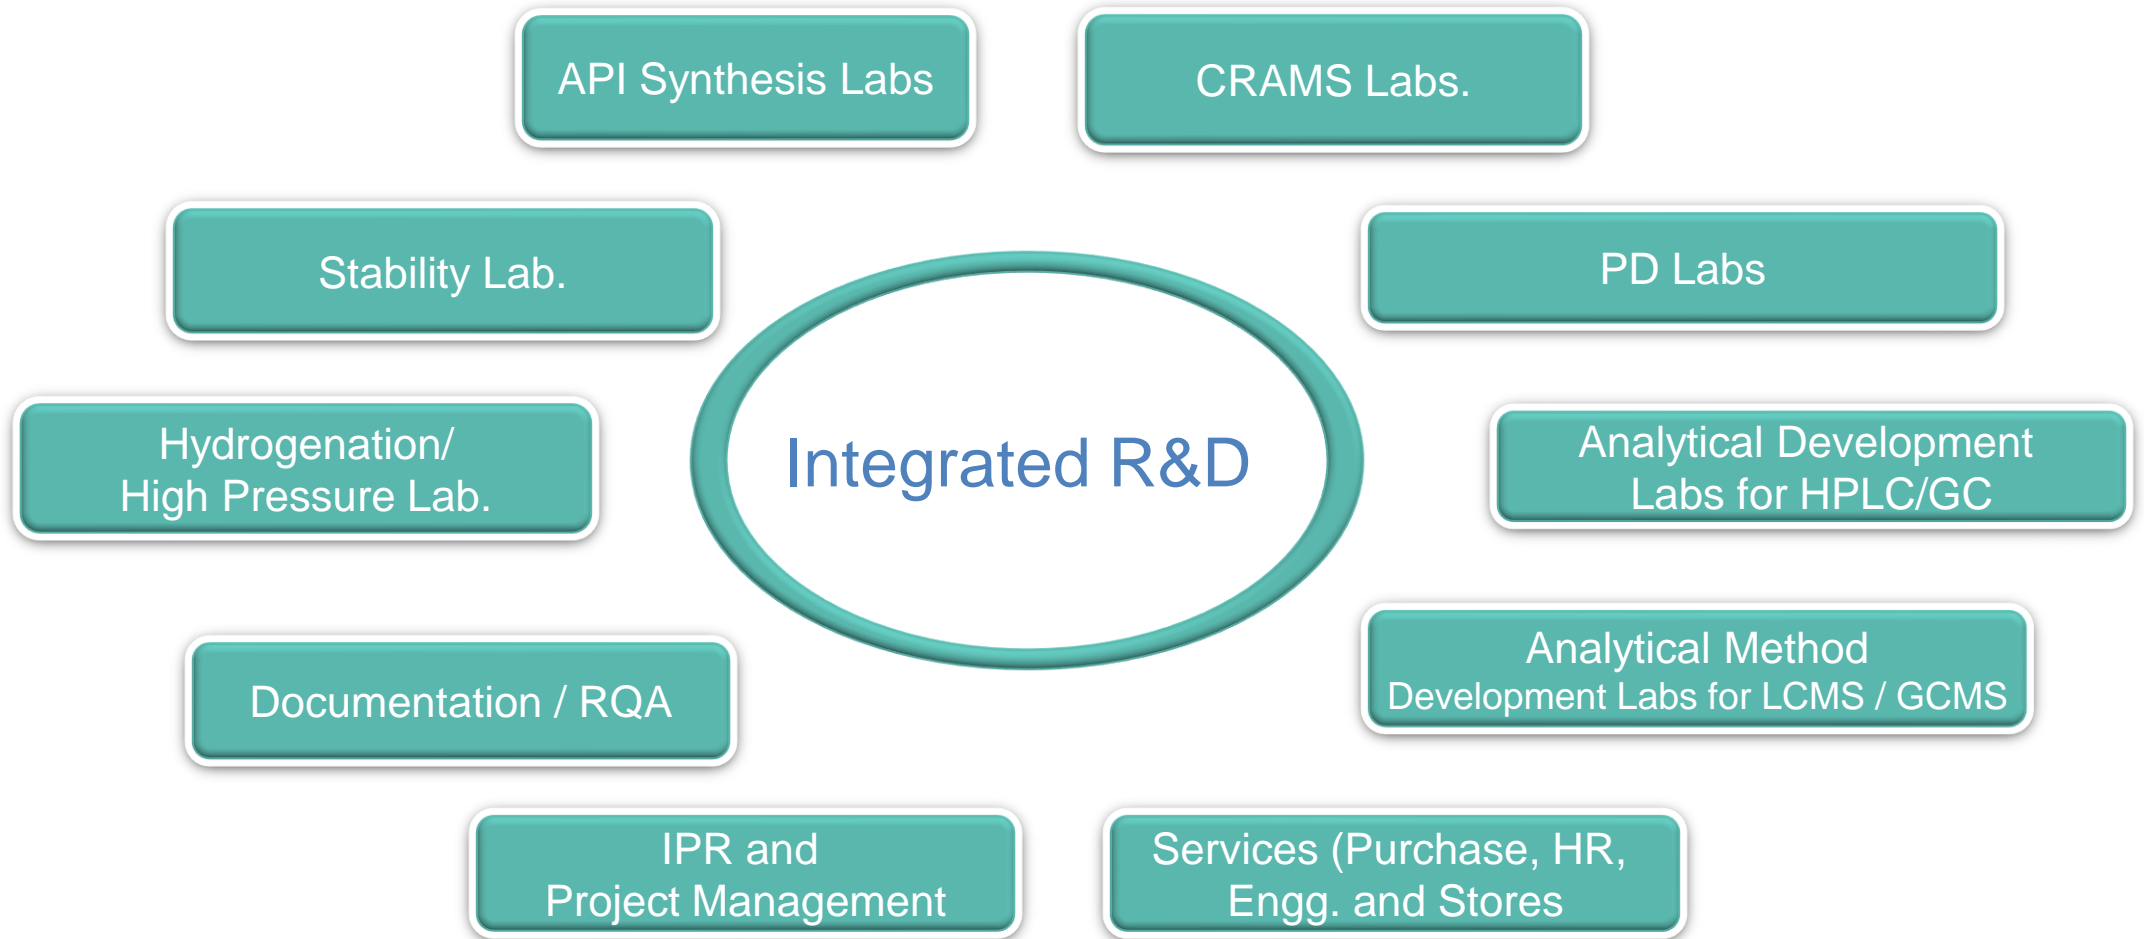 API Synthesis Labs
CRAMS Labs.
Stability Lab.
PD Labs
Hydrogenation/
High Pressure Lab.
Integrated R&D
Analytical Development
Labs for HPLC/GC
Documentation / RQA
Analytical Method
Development Labs for LCMS / GCMS
IPR and
Project Management
Services (Purchase, HR,
Engg. and Stores